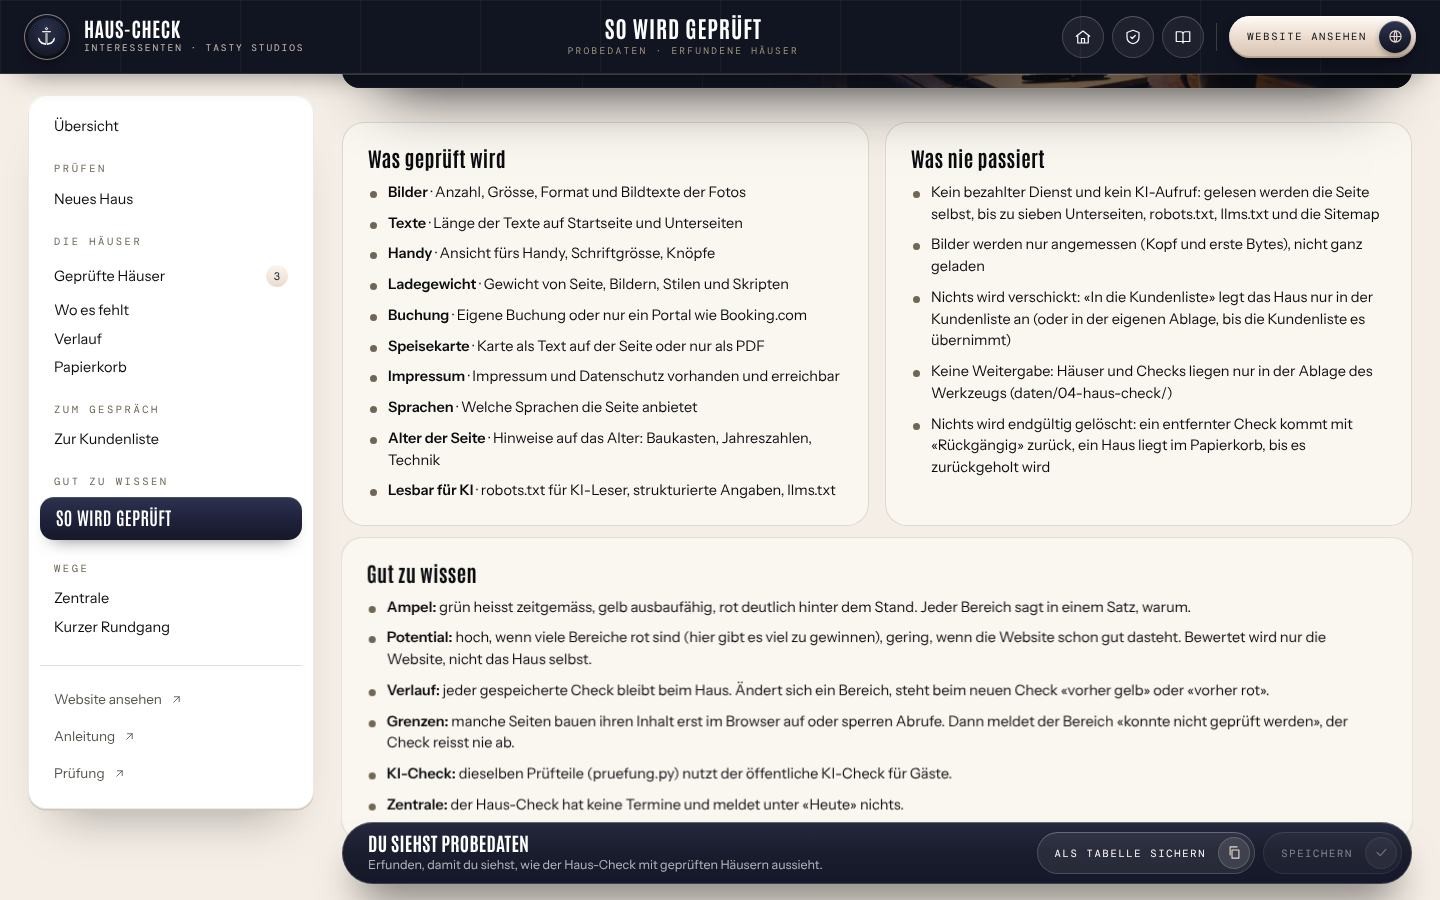 HAUS-CHECK
INTERESSENTEN · TASTY STUDIOS
SO WIRD GEPRÜFT
PROBEDATEN · ERFUNDENE HÄUSER
WEBSITE ANSEHEN
Übersicht
PRÜFEN
Neues Haus
DIE HÄUSER
Geprüfte Häuser 3
Wo es fehlt
Verlauf
Papierkorb
ZUM GESPRÄCH
Zur Kundenliste
GUT ZU WISSEN
SO WIRD GEPRÜFT
WEGE
Zentrale
Kurzer Rundgang
Website ansehen
Anleitung
Prüfung
Was geprüft wird
Bilder · Anzahl, Grösse, Format und Bildtexte der Fotos
Texte · Länge der Texte auf Startseite und Unterseiten
Handy · Ansicht fürs Handy, Schriftgrösse, Knöpfe
Ladegewicht · Gewicht von Seite, Bildern, Stilen und Skripten
Buchung · Eigene Buchung oder nur ein Portal wie Booking.com
Speisekarte · Karte als Text auf der Seite oder nur als PDF
Impressum · Impressum und Datenschutz vorhanden und erreichbar
Sprachen · Welche Sprachen die Seite anbietet
Alter der Seite · Hinweise auf das Alter: Baukasten, Jahreszahlen,
Technik
Lesbar für KI · robots.txt für KI-Leser, strukturierte Angaben, llms.txt
Was nie passiert
Kein bezahlter Dienst und kein KI-Aufruf: gelesen werden die Seite
selbst, bis zu sieben Unterseiten, robots.txt, llms.txt und die Sitemap
Bilder werden nur angemessen (Kopf und erste Bytes), nicht ganz
geladen
Nichts wird verschickt: «In die Kundenliste» legt das Haus nur in der
Kundenliste an (oder in der eigenen Ablage, bis die Kundenliste es
übernimmt)
Keine Weitergabe: Häuser und Checks liegen nur in der Ablage des
Werkzeugs (daten/04-haus-check/)
Nichts wird endgültig gelöscht: ein entfernter Check kommt mit
«Rückgängig» zurück, ein Haus liegt im Papierkorb, bis es
zurückgeholt wird
Gut zu wissen
Ampel: grün heisst zeitgemäss, gelb ausbaufähig, rot deutlich hinter dem Stand. Jeder Bereich sagt in einem Satz, warum.
Potential: hoch, wenn viele Bereiche rot sind (hier gibt es viel zu gewinnen), gering, wenn die Website schon gut dasteht. Bewertet wird nur die
Website, nicht das Haus selbst.
Verlauf: jeder gespeicherte Check bleibt beim Haus. Ändert sich ein Bereich, steht beim neuen Check «vorher gelb» oder «vorher rot».
Grenzen: manche Seiten bauen ihren Inhalt erst im Browser auf oder sperren Abrufe. Dann meldet der Bereich «konnte nicht geprüft werden», der
Check reisst nie ab.
KI-Check: dieselben Prüfteile (pruefung.py) nutzt der öffentliche KI-Check für Gäste.
Zentrale: der Haus-Check hat keine Termine und meldet unter «Heute» nichts.
DU SIEHST PROBEDATEN
Erfunden, damit du siehst, wie der Haus-Check mit geprüften Häusern aussieht.
ALS TABELLE SICHERN
SPEICHERN